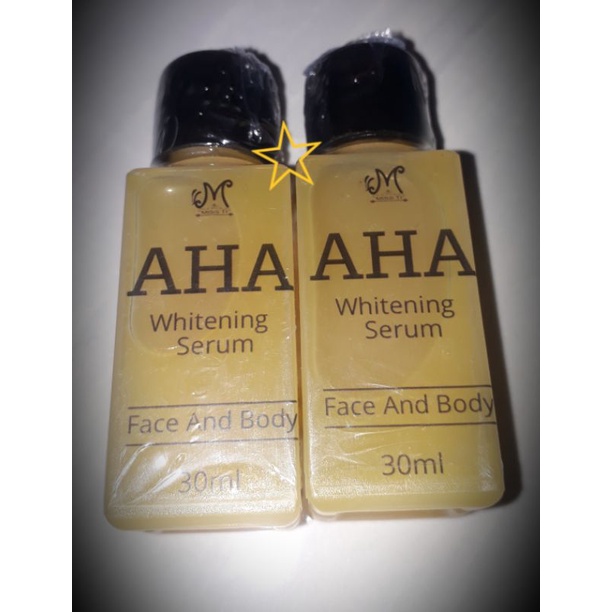 M
AHA
Whitening
Serum
Face And Body
30ml
M
AHA
Whitening
Serum
Face And Body
30ml